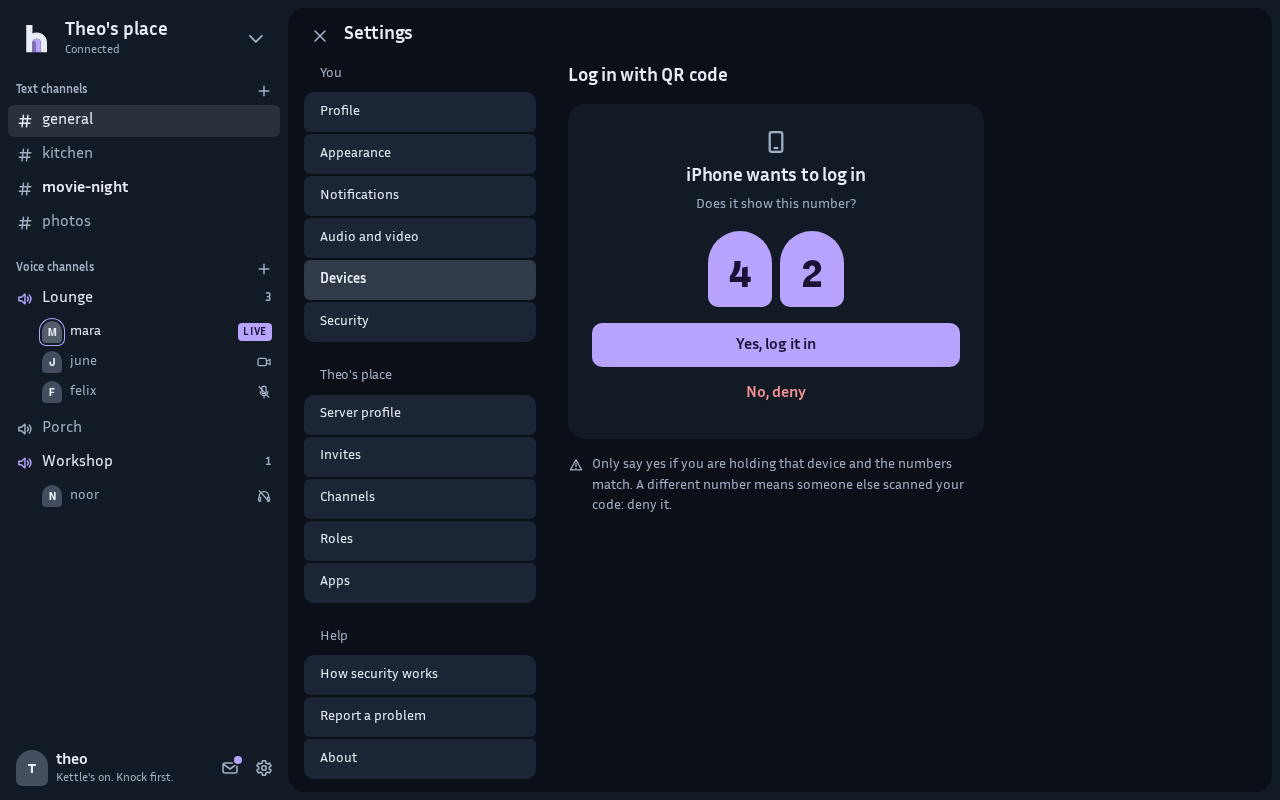 Theo's place
Connected
Text channels
general
kitchen
movie-night
photos
Voice channels
Lounge
3
M
mara
LIVE
J
june
F
felix
Porch
Workshop
1
N
noor
T
theo
Kettle's on. Knock first.
Settings
You
Profile
Appearance
Notifications
Audio and video
Devices
Security
Theo's place
Server profile
Invites
Channels
Roles
Apps
Help
How security works
Report a problem
About
Log in with QR code
iPhone wants to log in
Does it show this number?
4 2
Yes, log it in
No, deny
Only say yes if you are holding that device and the numbers
match. A different number means someone else scanned your
code: deny it.